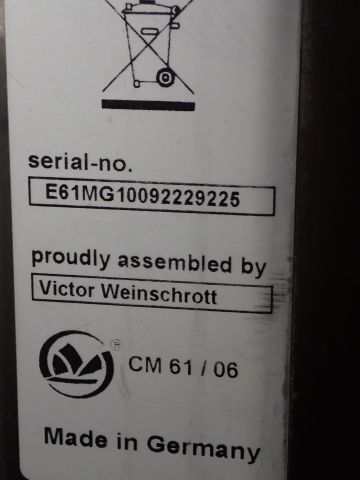 serial-no.
E61MG10092229225
proudly assembled by
Victor Weinschrott
® CM 61 / 06
Made in Germany